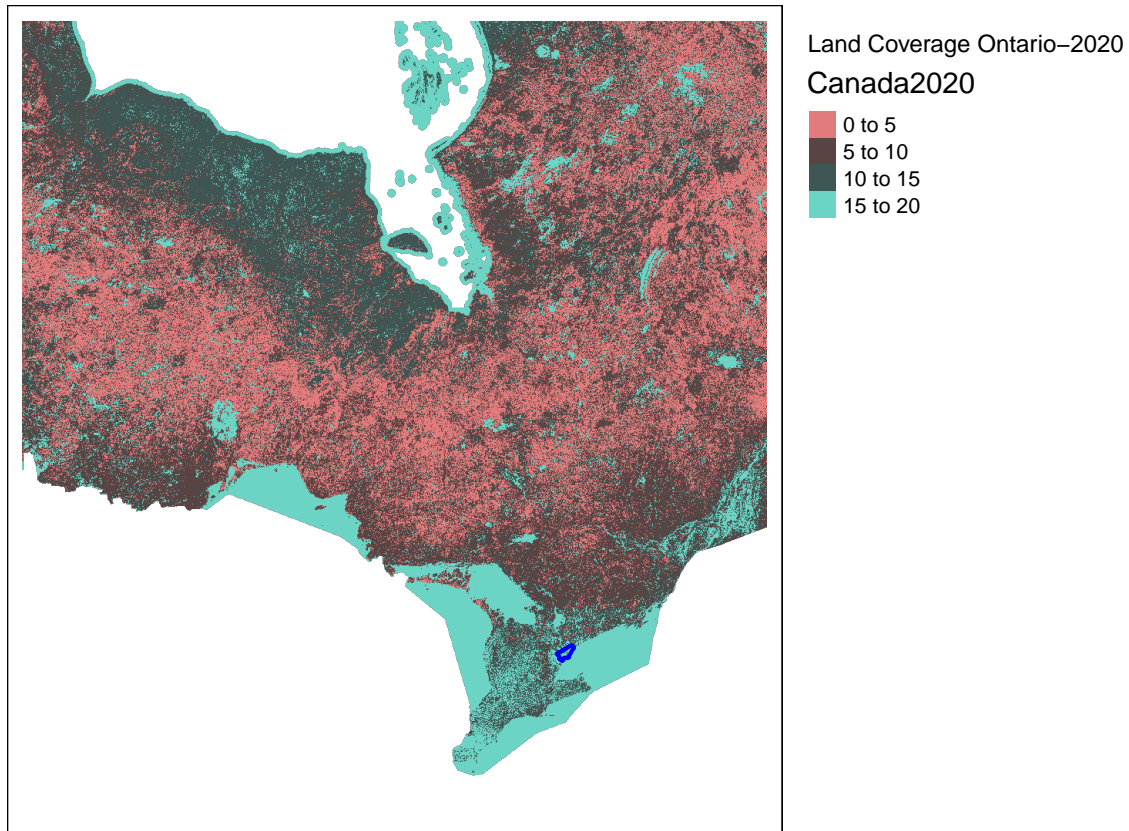 Land Coverage Ontario−2020
Canada2020
0 to 5
5 to 10
10 to 15
15 to 20